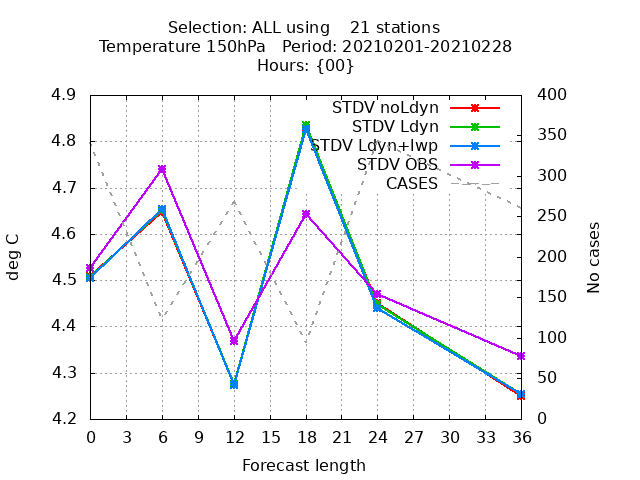 Selection: ALL using    21 stations
Temperature 150hPa   Period: 20210201-20210228
Hours: {00}
STDV noLdyn
STDV Ldyn
STDV Ldyn+lwp
STDV OBS
CASES
deg C
4.9
4.8
4.7
4.6
4.5
4.4
4.3
4.2
No cases
400
350
300
250
200
150
100
50
0
0 3 6 9 12 15 18 21 24 27 30 33 36
Forecast length